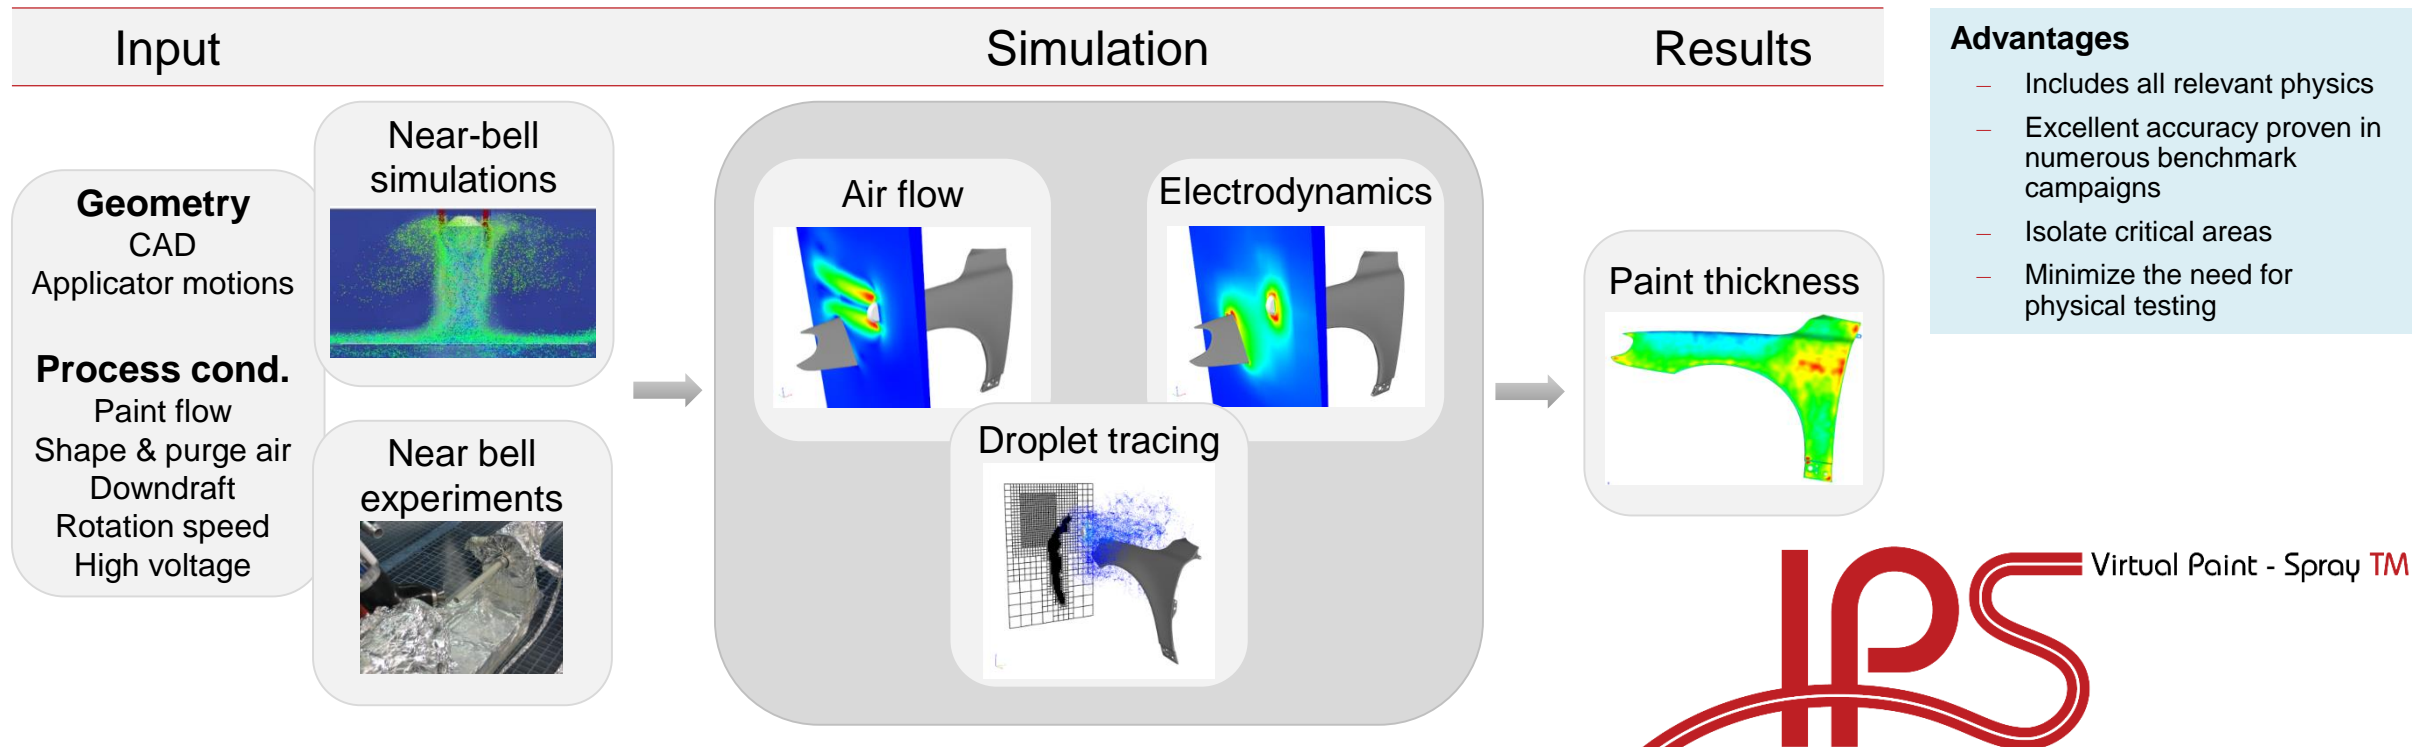 Input
Simulation
Results
Geometry
CAD
Applicator motions
Process cond.
Paint flow
Shape & purge air
Downdraft
Rotation speed
High voltage
Near-bell
simulations
Near bell
experiments
Air flow
Electrodynamics
Droplet tracing
Paint thickness
Advantages
– Includes all relevant physics
– Excellent accuracy proven in
numerous benchmark
campaigns
– Isolate critical areas
– Minimize the need for
physical testing
IPS
Virtual Paint - Spray TM